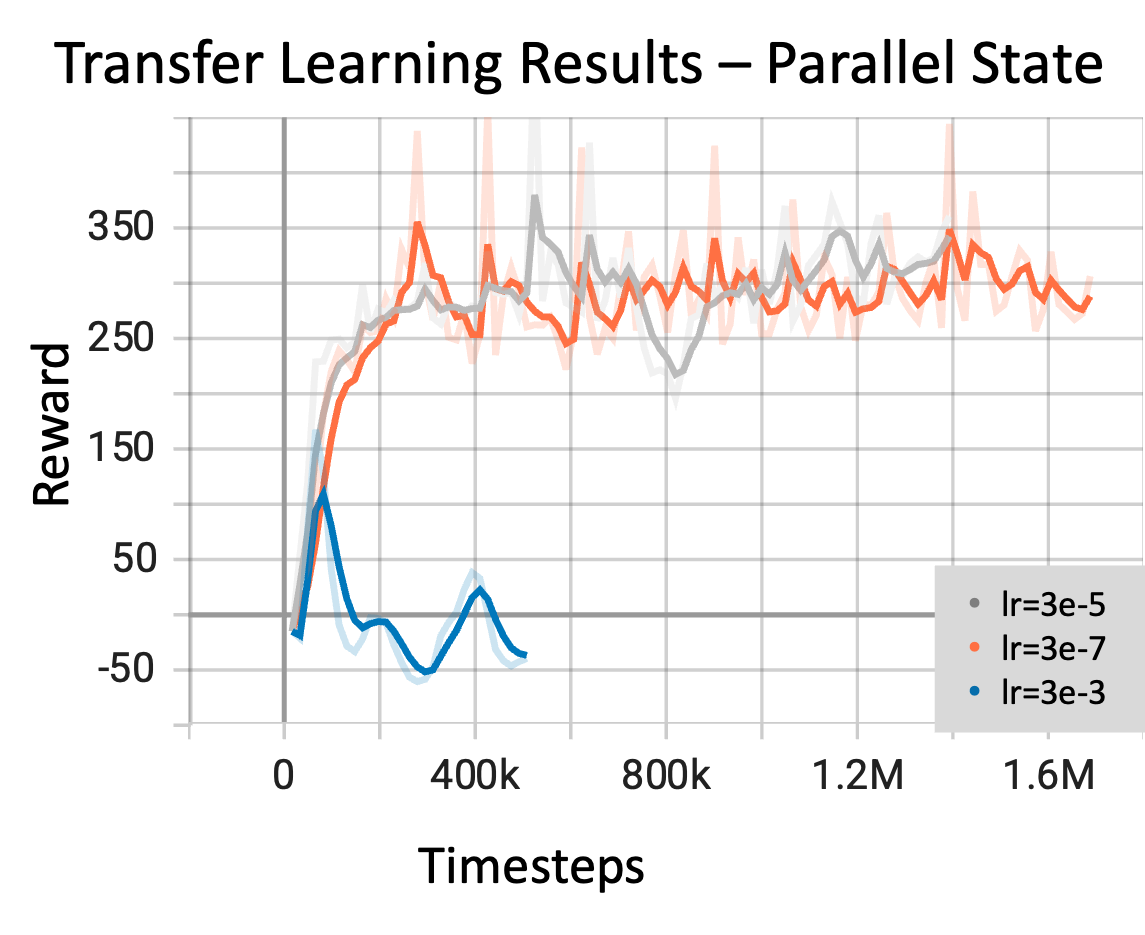 Transfer Learning Results – Parallel State
350
250
150
50
-50
Reward
0 400k 800k 1.2M 1.6M
Timesteps
lr=3e-5
lr=3e-7
lr=3e-3